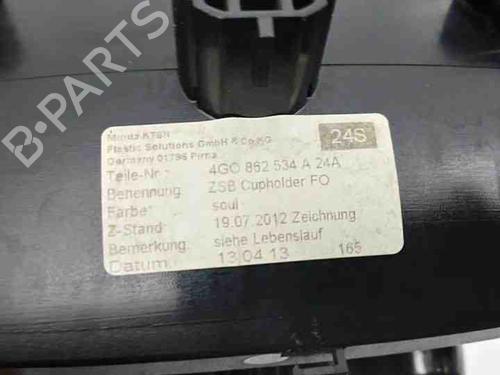 B-PARTS
Plastic Solutions GmbH & Co.KG
Germany 01796 Pirna
24S
Teile-Nr.: 4GO 862 534 A 24A
Benennung: ZSB Cupholder FO
Farbe: soul
Z-Stand: 19.07.2012 Zeichnung
Bemerkung: siehe Lebenslauf
Datum: 13.04.13 165